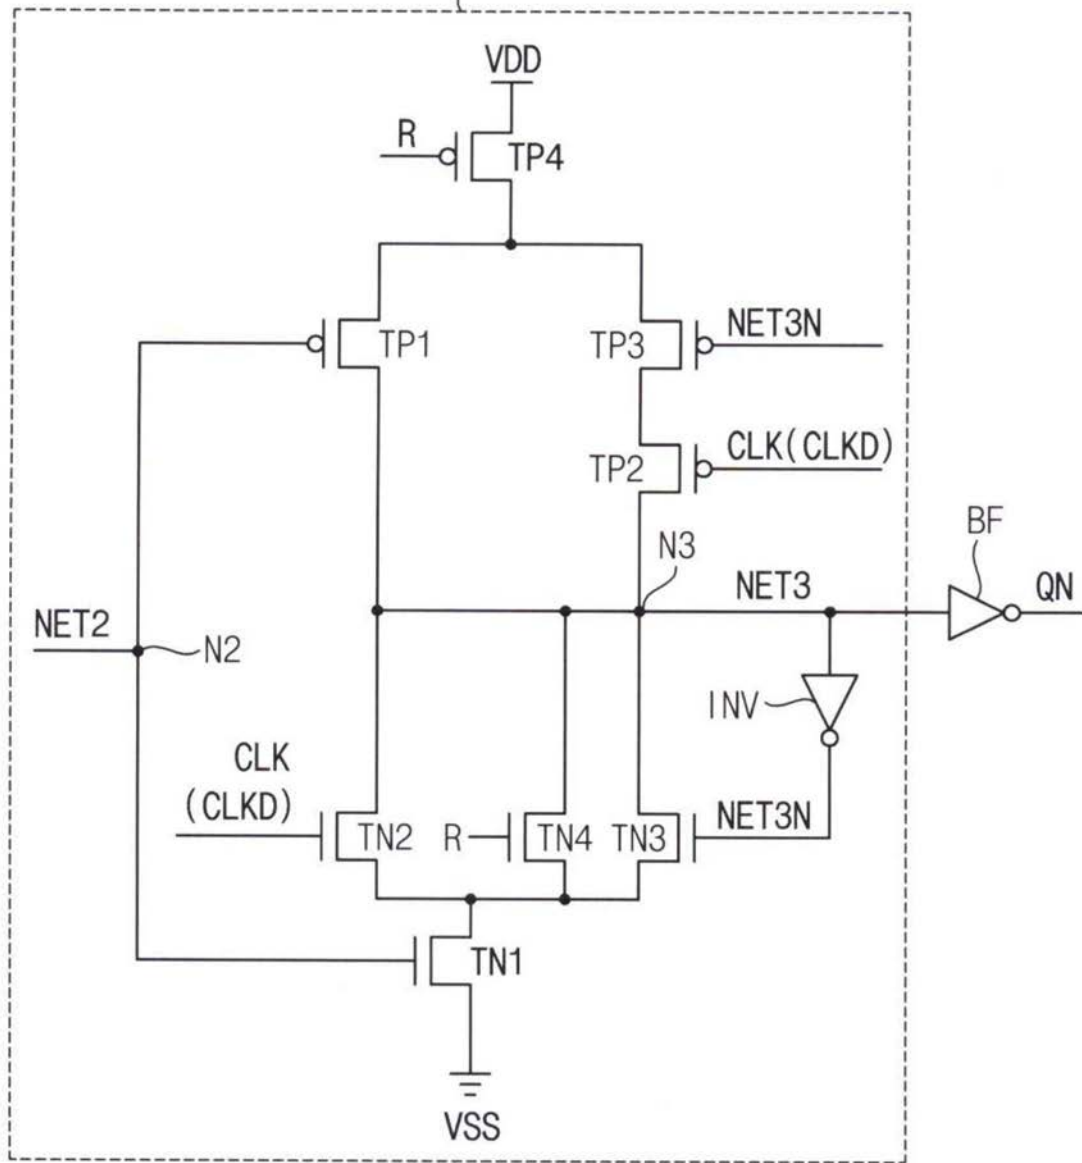 VDD
R
TP4
TP1
TP3
NET3N
TP2
CLK(CLKD)
BF
N3
NET3
QN
NET2
N2
INV
CLK
(CLKD)
TN2
R
TN4
TN3
NET3N
TN1
VSS